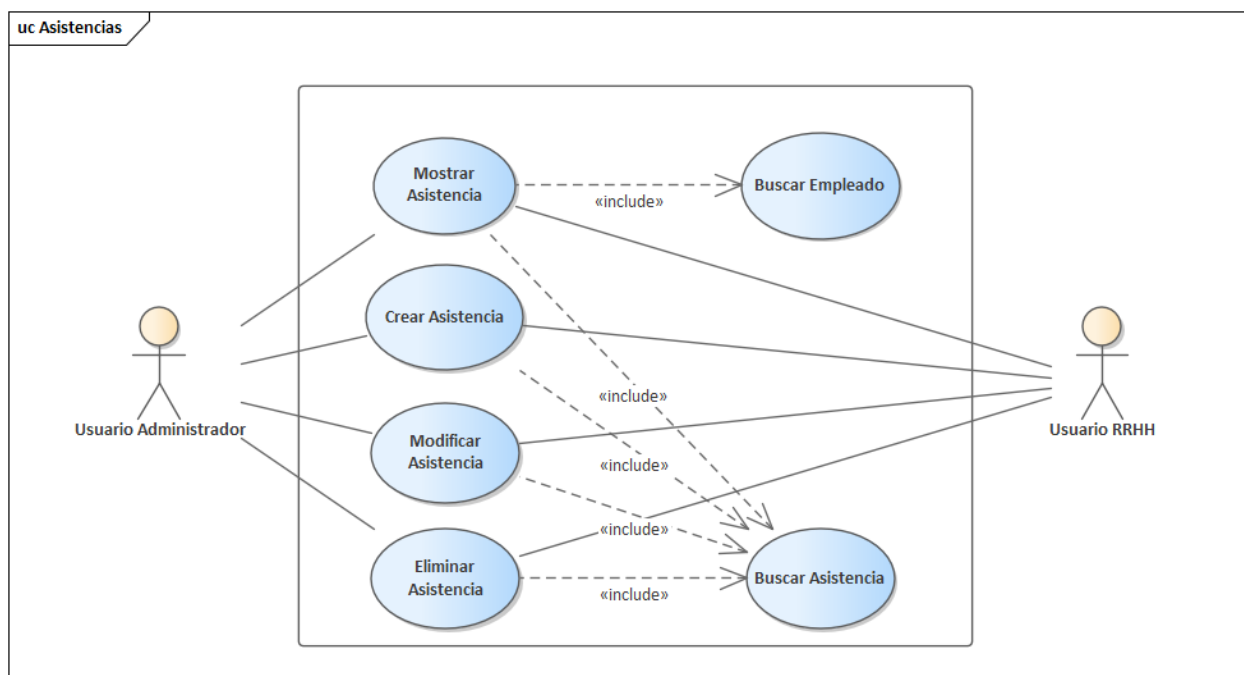 uc Asistencias
Mostrar
Asistencia
Buscar Empleado
«include»
Crear Asistencia
Usuario Administrador
Usuario RRHH
«include»
Modificar
Asistencia
«include»
«include»
Eliminar
Asistencia
Buscar Asistencia
«include»